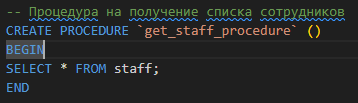 -- Процедура на получение списка сотрудников
CREATE PROCEDURE `get_staff_procedure` ()
BEGIN
SELECT * FROM staff;
END